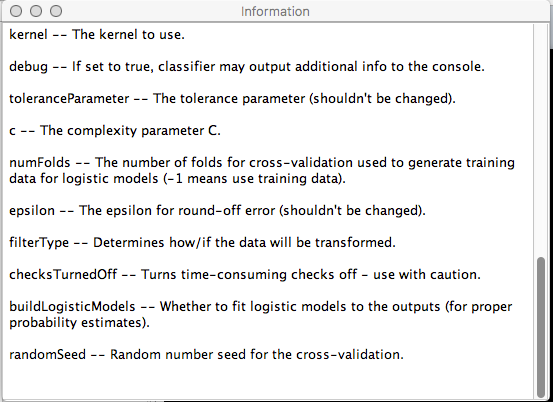 Information
kernel -- The kernel to use.
debug -- If set to true, classifier may output additional info to the console.
toleranceParameter -- The tolerance parameter (shouldn't be changed).
c -- The complexity parameter C.
numFolds -- The number of folds for cross-validation used to generate training
data for logistic models (-1 means use training data).
epsilon -- The epsilon for round-off error (shouldn't be changed).
filterType -- Determines how/if the data will be transformed.
checksTurnedOff -- Turns time-consuming checks off - use with caution.
buildLogisticModels -- Whether to fit logistic models to the outputs (for proper
probability estimates).
randomSeed -- Random number seed for the cross-validation.